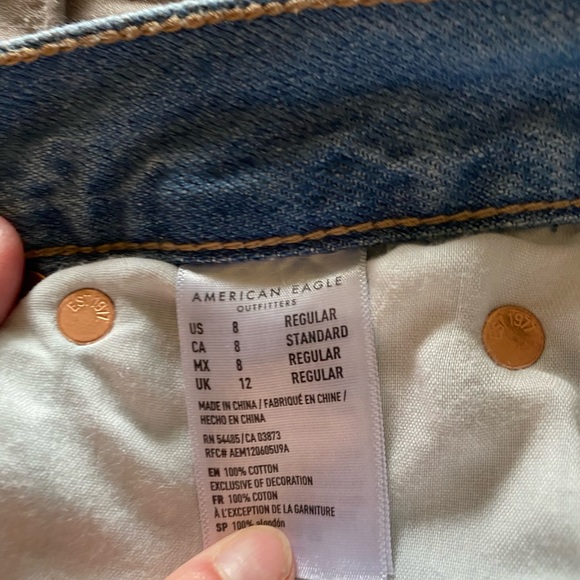 AMERICAN EAGLE
OUTFITTERS
US 8 REGULAR
CA 8 STANDARD
MX 8 REGULAR
UK 12 REGULAR
MADE IN CHINA / FABRIQUÉ EN CHINE /
HECHO EN CHINA
RN 54485/CA 03873
RFC# AEM120605U9A
EN 100% COTTON
EXCLUSIVE OF DECORATION
FR 100% COTON
À L'EXCEPTION DE LA GARNITURE
SP 100% algodón
EST 1977
EST 1977